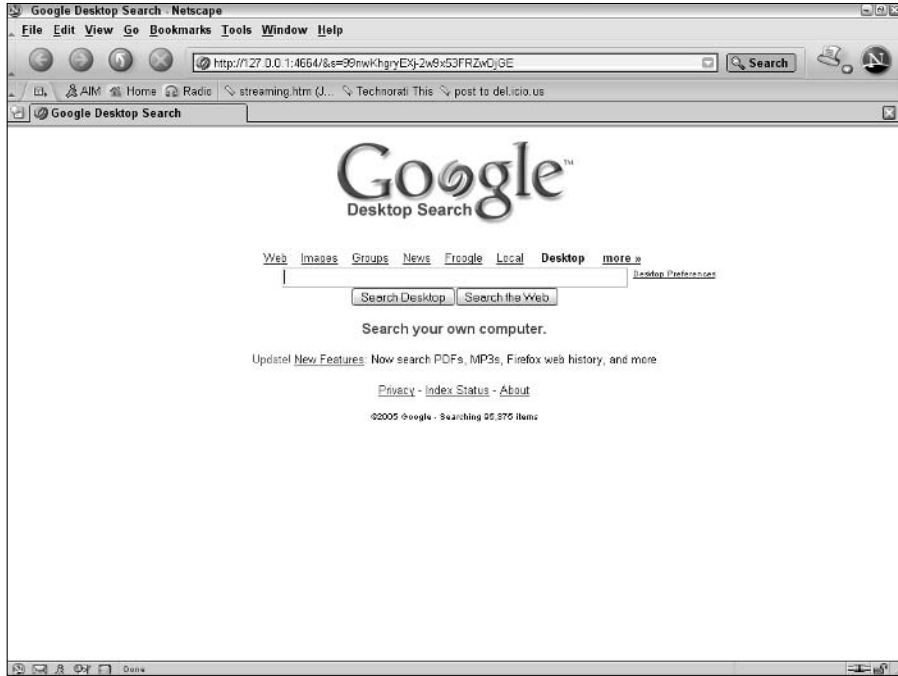 Google Desktop Search - Netscape
File Edit View Go Bookmarks Tools Window Help
http://127.0.0.1:4664/&s=99nwKhgryEXj-2w9x53FRZwDjGE
Search
N
AIM Home Radio streaming.htm (J... Technorati This post to del.icio.us
Google Desktop Search
Google™
Desktop Search
Web Images Groups News Froogle Local Desktop more »
Desktop Preferences
Search Desktop Search the Web
Search your own computer.
Update! New Features: Now search PDFs, MP3s, Firefox web history, and more
Privacy - Index Status - About
©2005 Google - Searching 95,375 items
Done